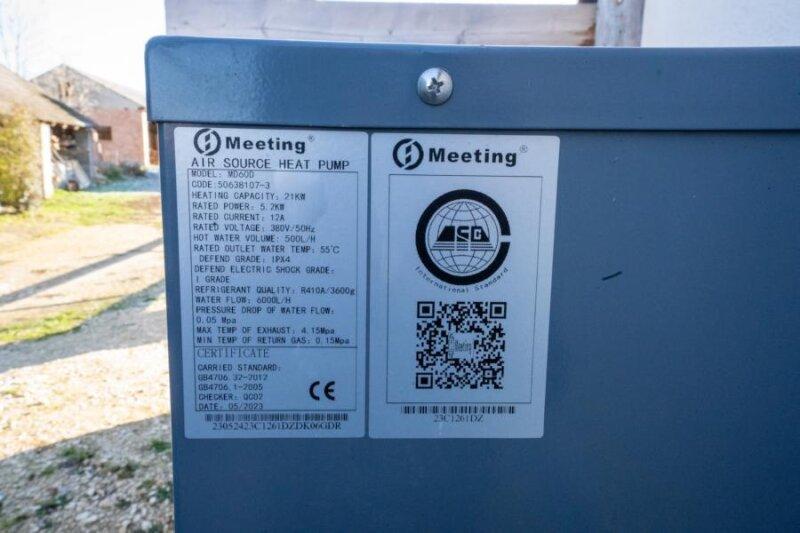 Meeting®
AIR SOURCE HEAT PUMP
MODEL: MD60D
CODE:50638107-3
HEATING CAPACITY: 21KW
RATED POWER: 5.2KW
RATED CURRENT: 12A
RATED VOLTAGE: 380V/50Hz
HOT WATER VOLUME: 500L/H
RATED OUTLET WATER TEMP: 55℃
DEFEND GRADE: IPX4
DEFEND ELECTRIC SHOCK GRADE:
I GRADE
REFRIGERANT QUALITY: R410A/3600g
WATER FLOW: 6000L/H
PRESSURE DROP OF WATER FLOW:
0.05 Mpa
MAX TEMP OF EXHAUST: 4.15Mpa
MIN TEMP OF RETURN GAS: 0.15Mpa
CERTIFICATE
CARRIED STANDARD:
GB4706.32-2012
GB4706.1-2005
CHECKER: QC02
DATE: 05/2023
CE
23052423C1261DZDK06GDR
Meeting®
International Standard
Meeting
23C1261DZ